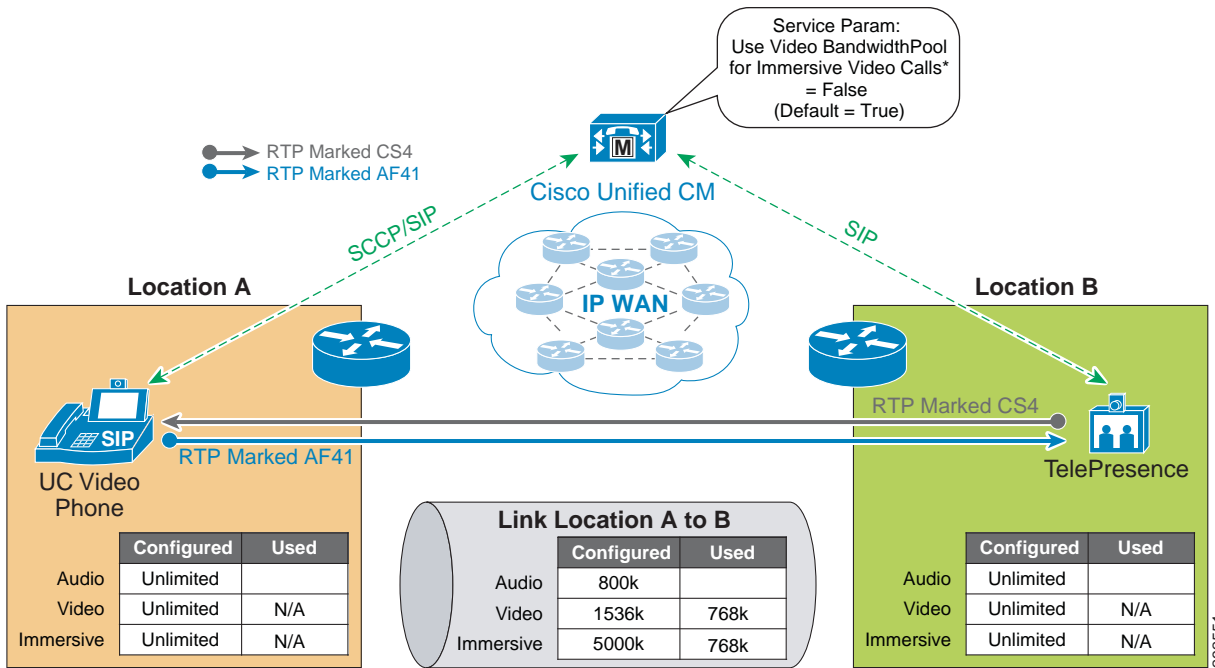 Service Param:
Use Video BandwidthPool
for Immersive Video Calls*
= False
(Default = True)
RTP Marked CS4
RTP Marked AF41
M
Cisco Unified CM
SCCP/SIP
SIP
Location A
Location B
IP WAN
RTP Marked CS4
SIP
RTP Marked AF41
UC Video
Phone
TelePresence
Link Location A to B
Configured Used
Audio Unlimited
Video Unlimited N/A
Immersive Unlimited N/A
Configured Used
Audio 800k
Video 1536k 768k
Immersive 5000k 768k
Configured Used
Audio Unlimited
Video Unlimited N/A
Immersive Unlimited N/A